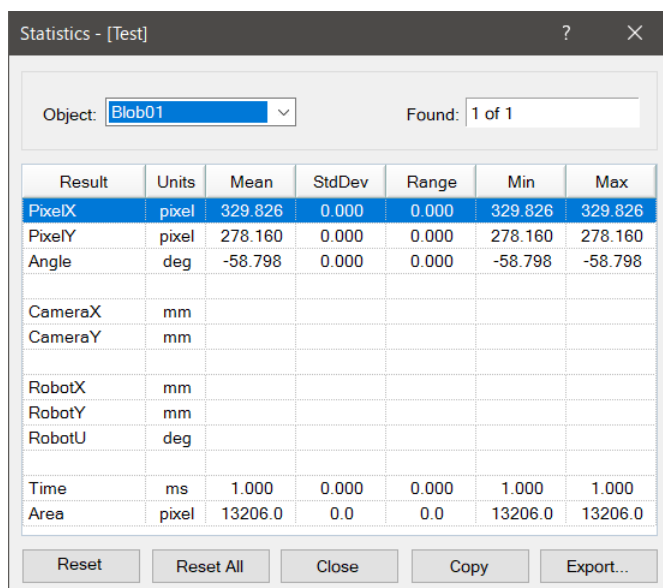 Statistics - [Test] ? ×
Object: Blob01 Found: 1 of 1
Result Units Mean StdDev Range Min Max
PixelX pixel 329.826 0.000 0.000 329.826 329.826
PixelY pixel 278.160 0.000 0.000 278.160 278.160
Angle deg -58.798 0.000 0.000 -58.798 -58.798
CameraX mm
CameraY mm
RobotX mm
RobotY mm
RobotU deg
Time ms 1.000 0.000 0.000 1.000 1.000
Area pixel 13206.0 0.0 0.0 13206.0 13206.0
Reset Reset All Close Copy Export...